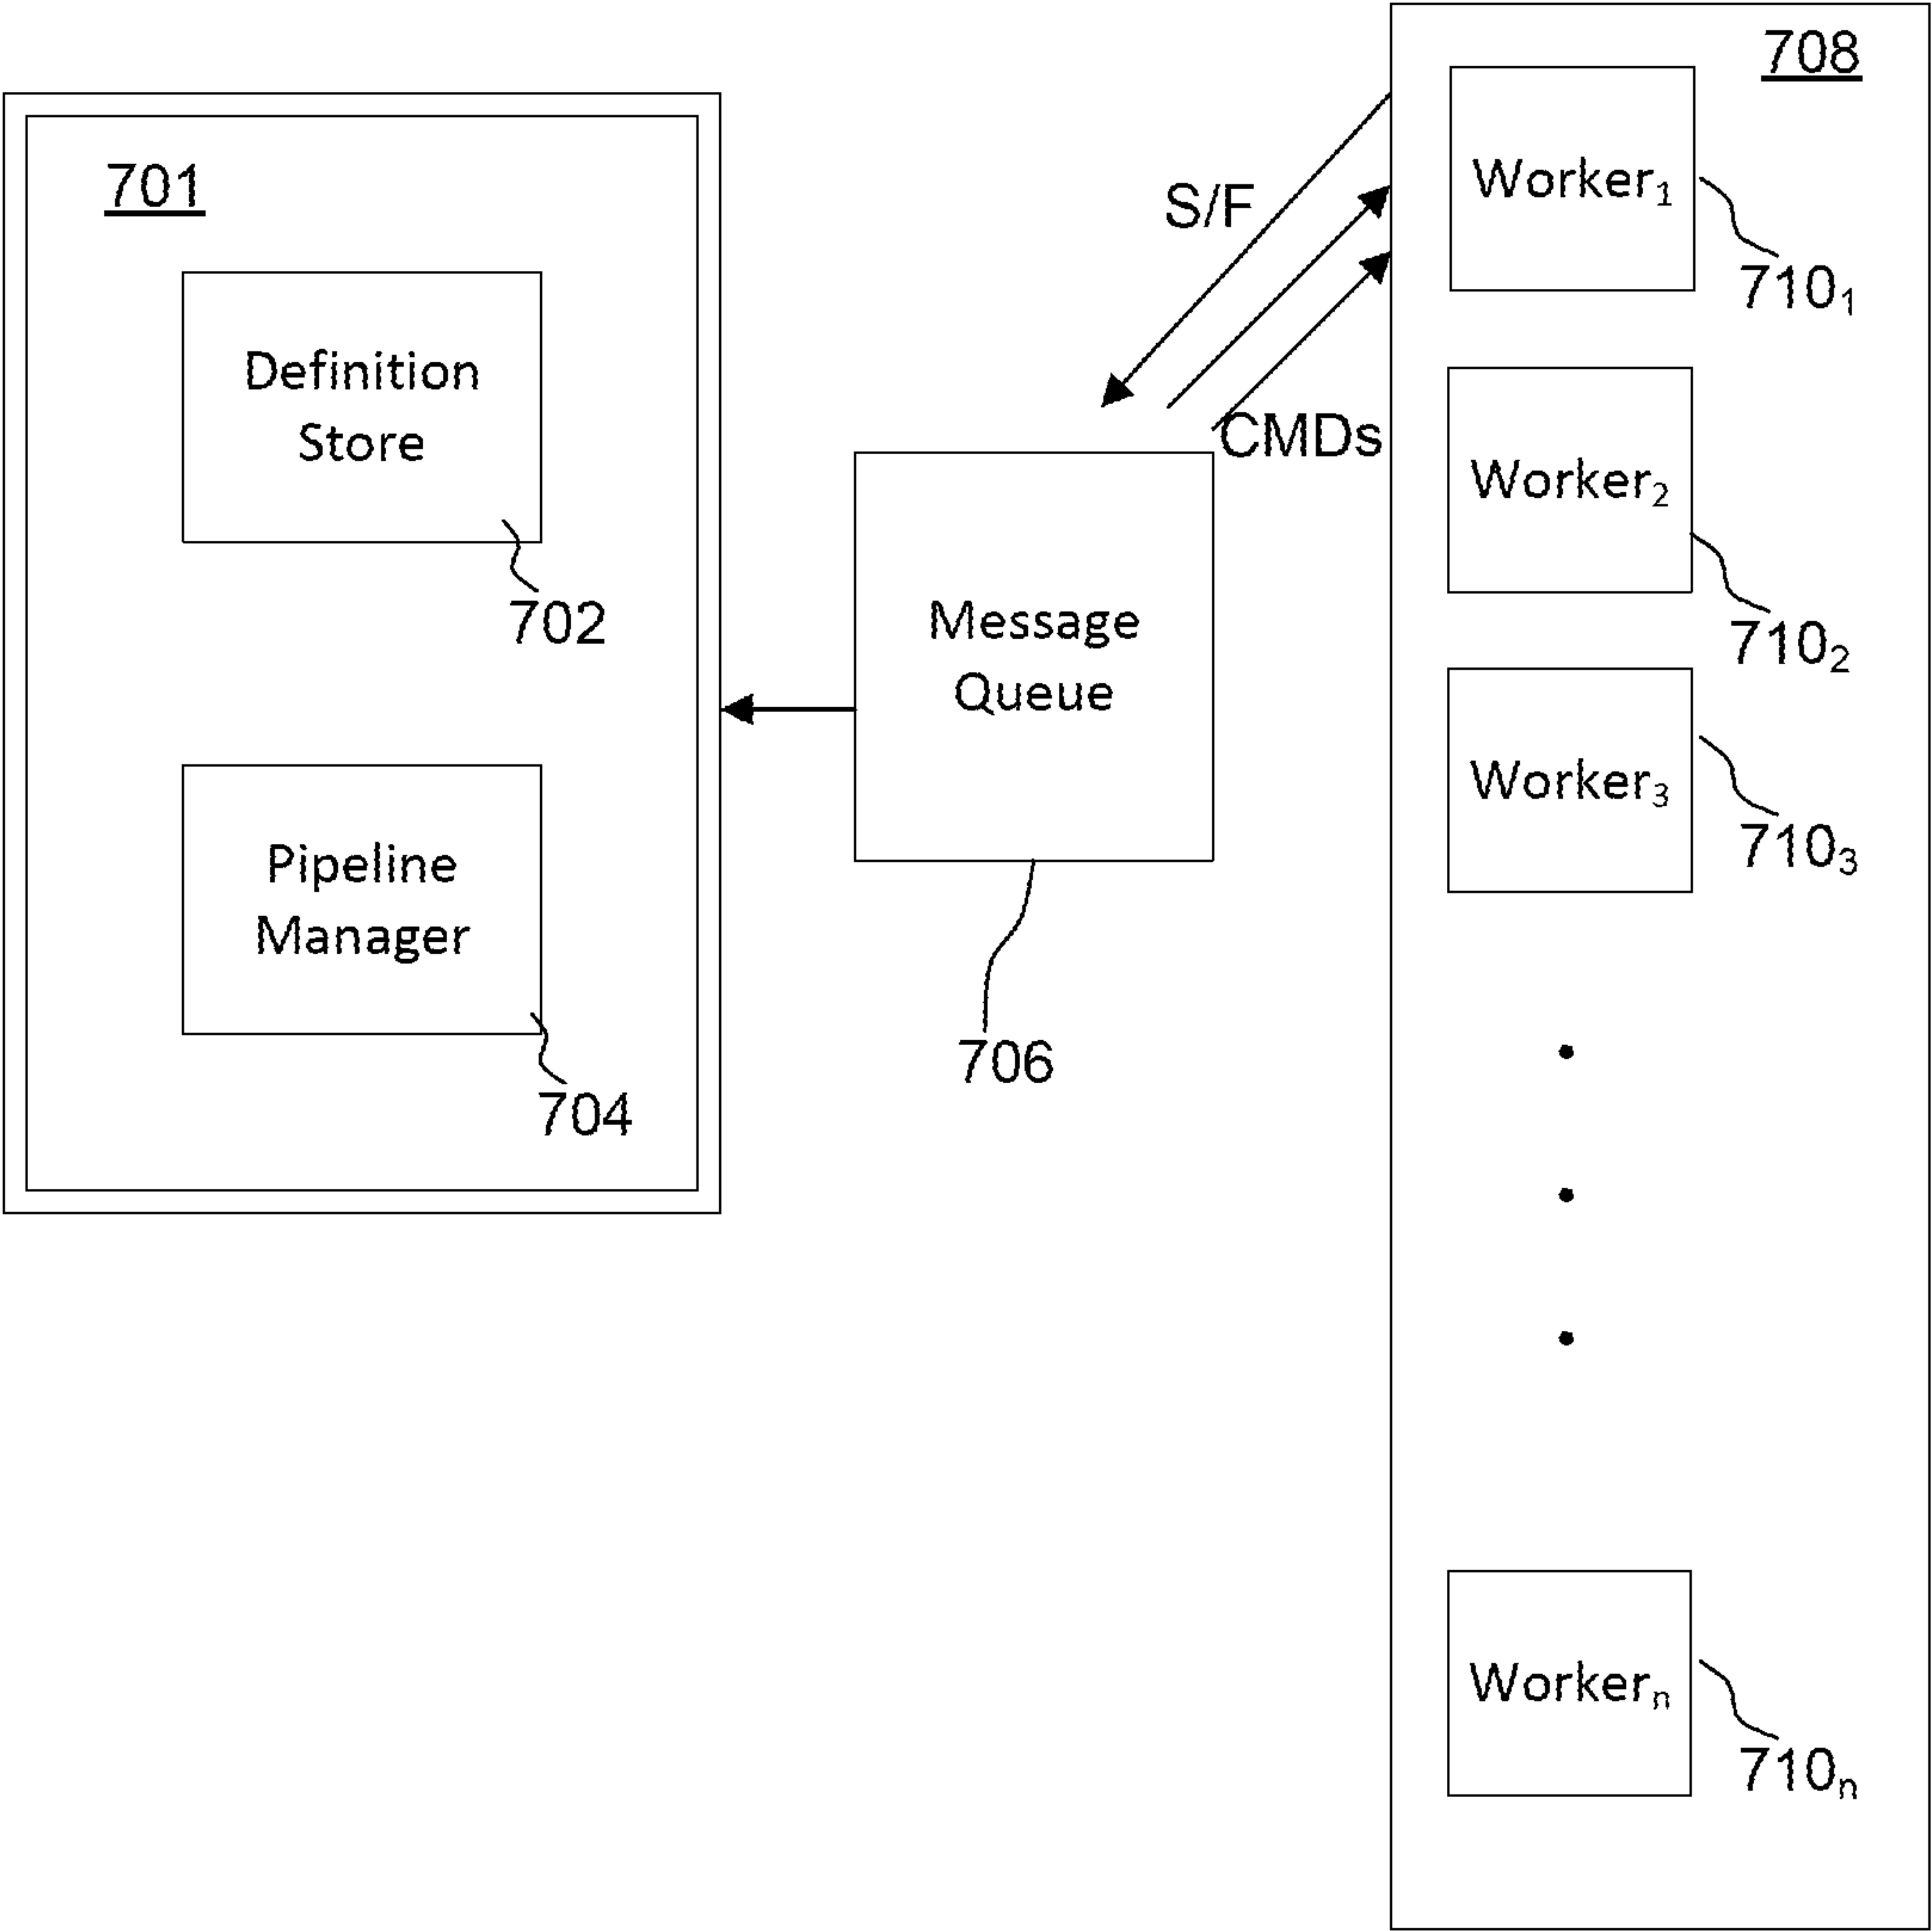 701
Definition
Store
702
Pipeline
Manager
704
Message
Queue
706
S/F
CMDs
708
Worker₁
710₁
Worker₂
710₂
Worker₃
710₃
Workerₙ
710ₙ